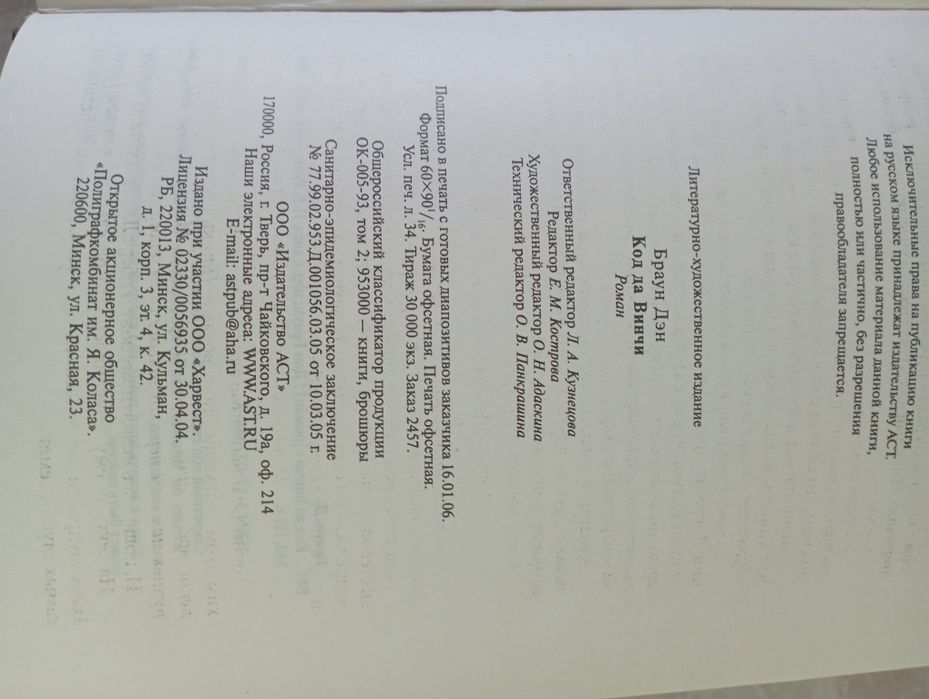 Исключительные права на публикацию книги
на русском языке принадлежат издательству АСТ.
Любое использование материала данной книги,
полностью или частично, без разрешения
правообладателя запрещается.
Литературно-художественное издание
Браун Дэн
Код да Винчи
Роман
Ответственный редактор Л. А. Кузнецова
Редактор Е. М. Кострова
Художественный редактор О. Н. Адаскина
Технический редактор О. В. Панкрашина
Подписано в печать с готовых диапозитивов заказчика 16.01.06.
Формат 60×90¹/₁₆. Бумага офсетная. Печать офсетная.
Усл. печ. л. 34. Тираж 30 000 экз. Заказ 2457.
Общероссийский классификатор продукции
ОК-005-93, том 2: 953000 — книги, брошюры
Санитарно-эпидемиологическое заключение
№ 77.99.02.953.Д.001056.03.05 от 10.03.05 г.
ООО «Издательство АСТ»
170000, Россия, г. Тверь, пр-т Чайковского, д. 19а, оф. 214
Наши электронные адреса: WWW.AST.RU
E-mail: astpub@aha.ru
Издано при участии ООО «Харвест».
Лицензия № 02330/0056935 от 30.04.04.
РБ, 220013, Минск, ул. Кульман,
д. 1, корп. 3, эт. 4, к. 42.
Открытое акционерное общество
«Полиграфкомбинат им. Я. Коласа».
220600, Минск, ул. Красная, 23.